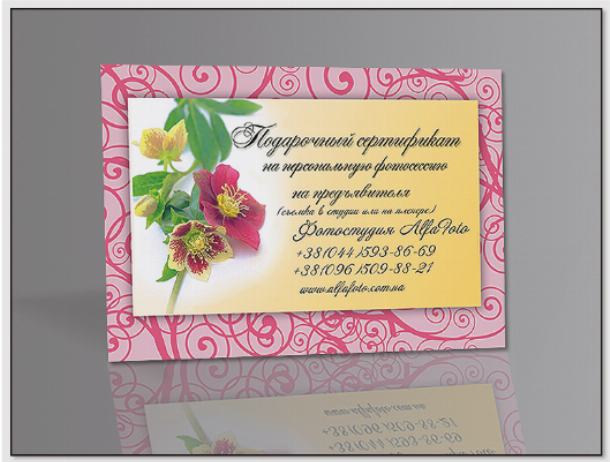 Подарочный сертификат
на персональную фотосессию
на предъявителя
(съемка в студии или на пленере)
Фотостудия AlfaFoto
+38(044)593-86-69
+38(096)509-88-21
www.alfafoto.com.ua